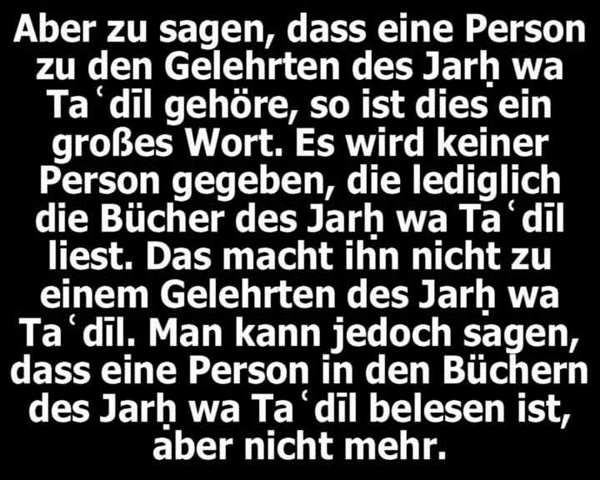 Aber zu sagen, dass eine Person
zu den Gelehrten des Jarḥ wa
Taʿdīl gehöre, so ist dies ein
großes Wort. Es wird keiner
Person gegeben, die lediglich
die Bücher des Jarḥ wa Taʿdīl
liest. Das macht ihn nicht zu
einem Gelehrten des Jarḥ wa
Taʿdīl. Man kann jedoch sagen,
dass eine Person in den Büchern
des Jarḥ wa Taʿdīl belesen ist,
aber nicht mehr.